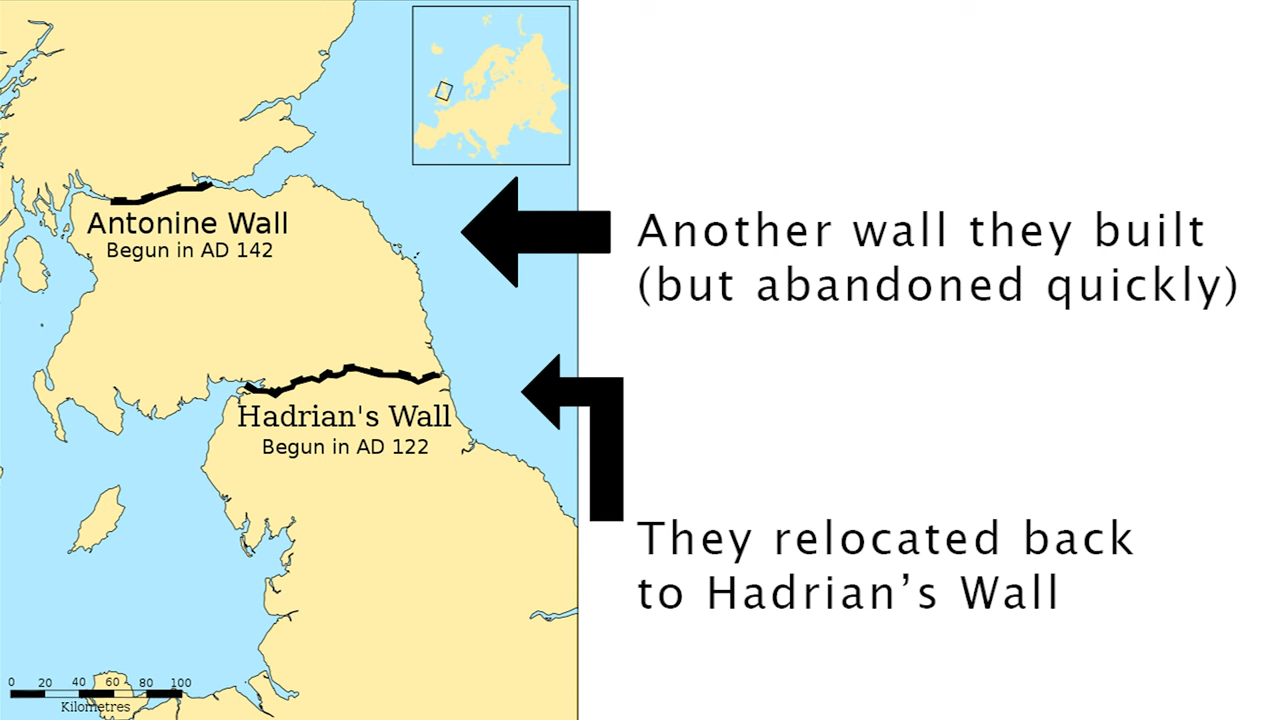 Antonine Wall
Begun in AD 142
Another wall they built
(but abandoned quickly)
Hadrian's Wall
Begun in AD 122
They relocated back
to Hadrian’s Wall
0 20 40 60 80 100
Kilometres